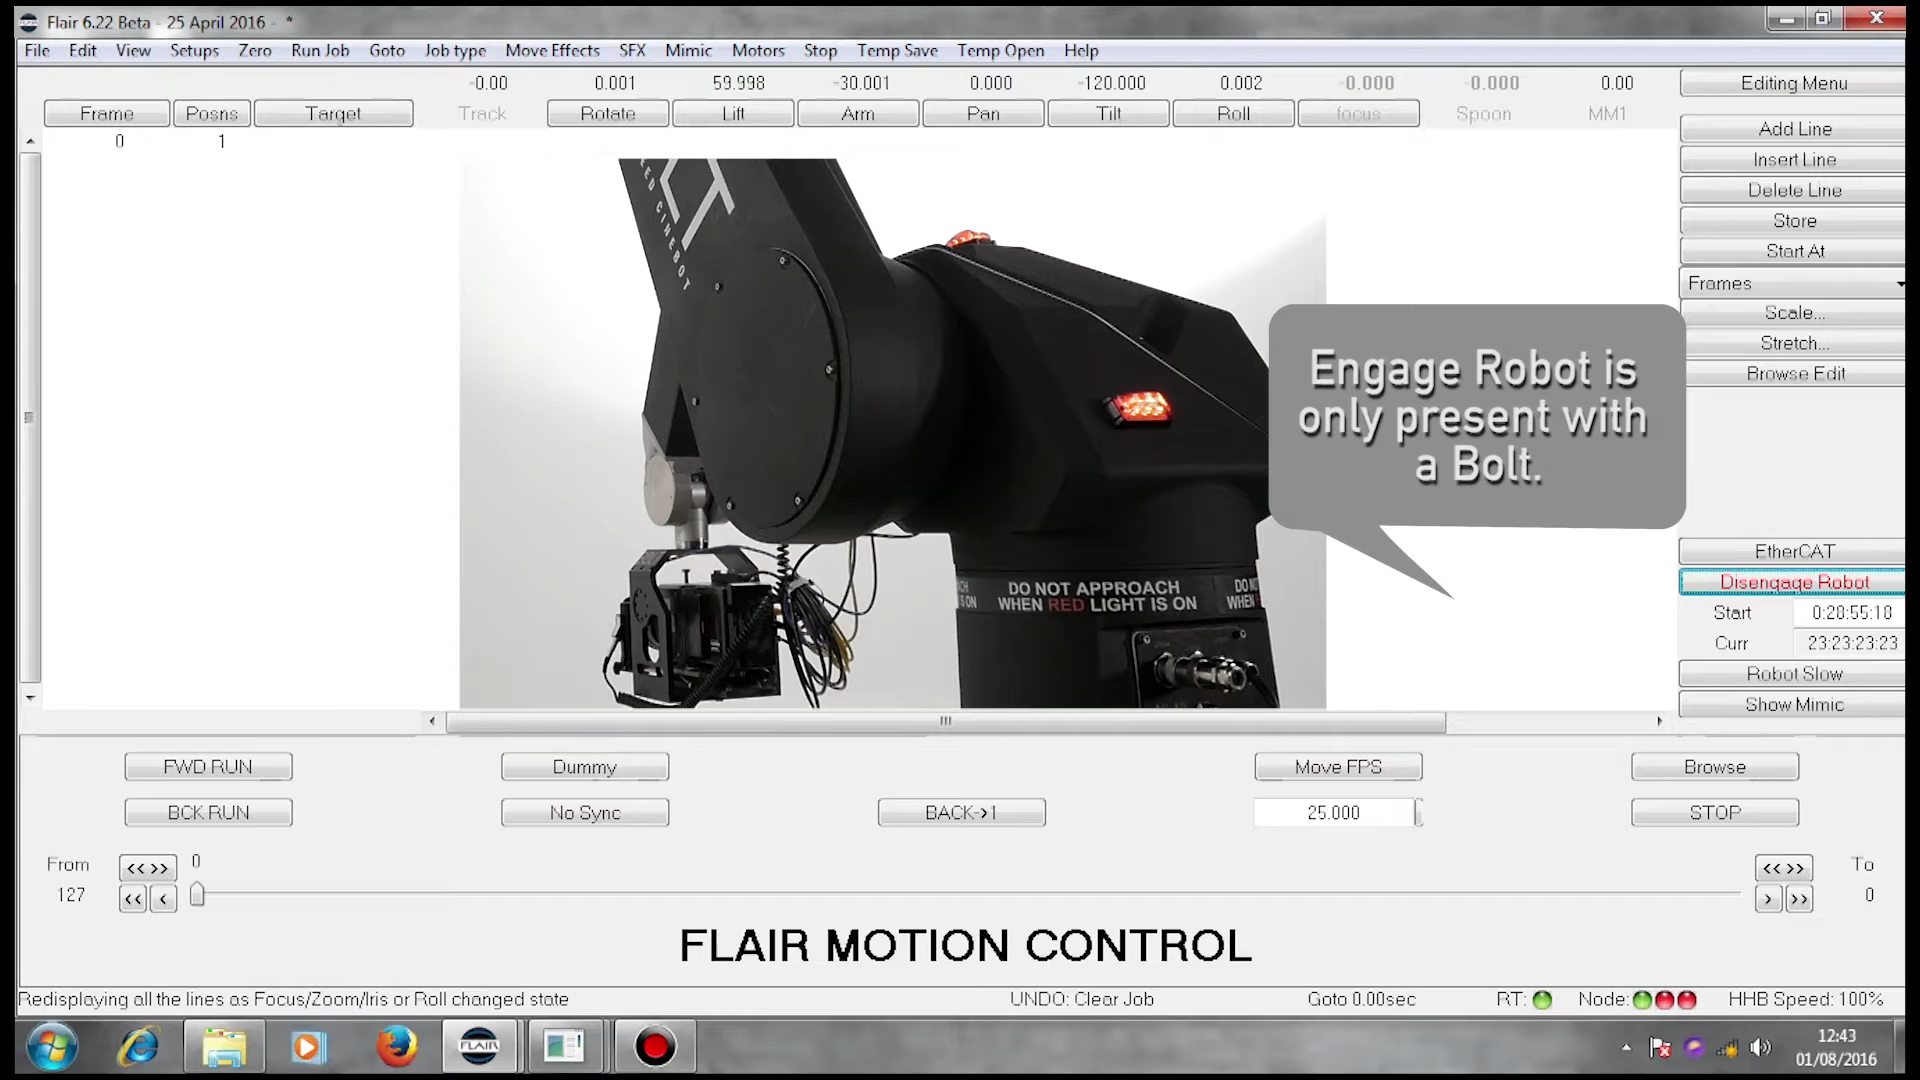 Flair 6.22 Beta - 25 April 2016 - *
File Edit View Setups Zero Run Job Goto Job type Move Effects SFX Mimic Motors Stop Temp Save Temp Open Help
-0.00 0.001 59.998 -30.001 0.000 -120.000 0.002 -0.000 -0.000 0.00
Editing Menu
Frame Posns Target Track Rotate Lift Arm Pan Tilt Roll focus Spoon MM1
0 1
Add Line
Insert Line
Delete Line
Store
Start At
Frames
Scale...
Stretch...
Browse Edit
ED CINEBOT
Engage Robot is
only present with
a Bolt.
EtherCAT
Disengage Robot
Start 0:28:55:18
Curr 23:23:23:23
Robot Slow
Show Mimic
DO NOT APPROACH
WHEN RED LIGHT IS ON
FWD RUN Dummy Move FPS Browse
BCK RUN No Sync BACK->1 25.000 STOP
From << >> 0 << >> To
127 << < > >> 0
FLAIR MOTION CONTROL
Redisplaying all the lines as Focus/Zoom/Iris or Roll changed state UNDO: Clear Job Goto 0.00sec RT: Node: HHB Speed: 100%
FLAIR
12:43
01/08/2016